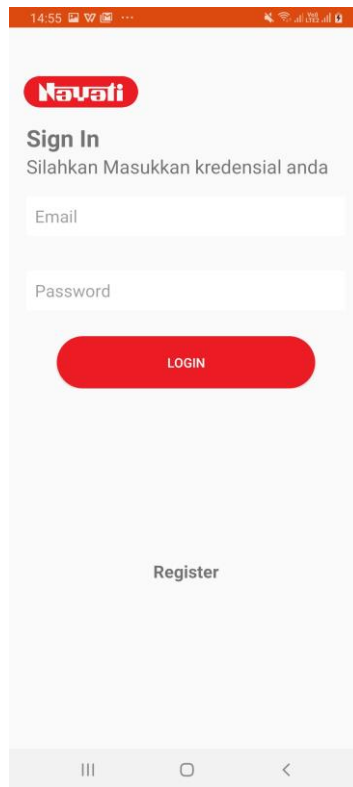 14:55
Navati
Sign In
Silahkan Masukkan kredensial anda
Email
Password
LOGIN
Register